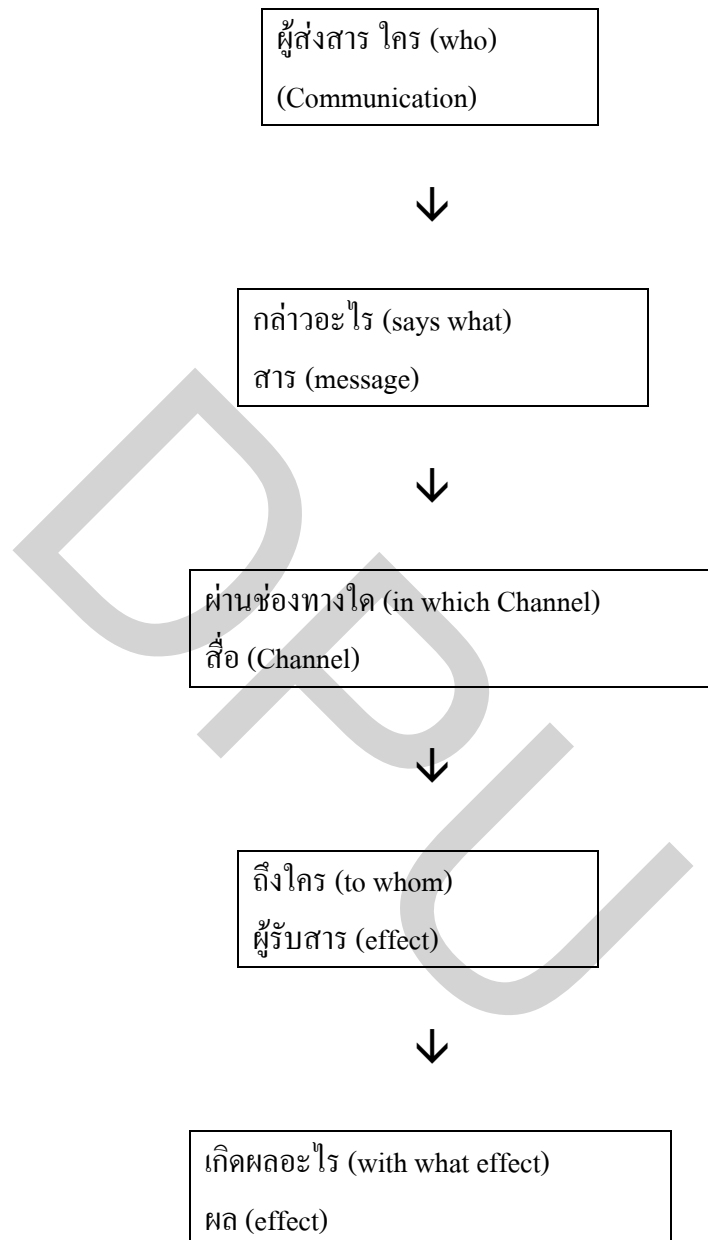 ผู้ส่งสาร ใคร (who)
(Communication)
↓
กล่าวอะไร (says what)
สาร (message)
↓
ผ่านช่องทางใด (in which Channel)
สื่อ (Channel)
↓
ถึงใคร (to whom)
ผู้รับสาร (effect)
↓
เกิดผลอะไร (with what effect)
ผล (effect)
DPU